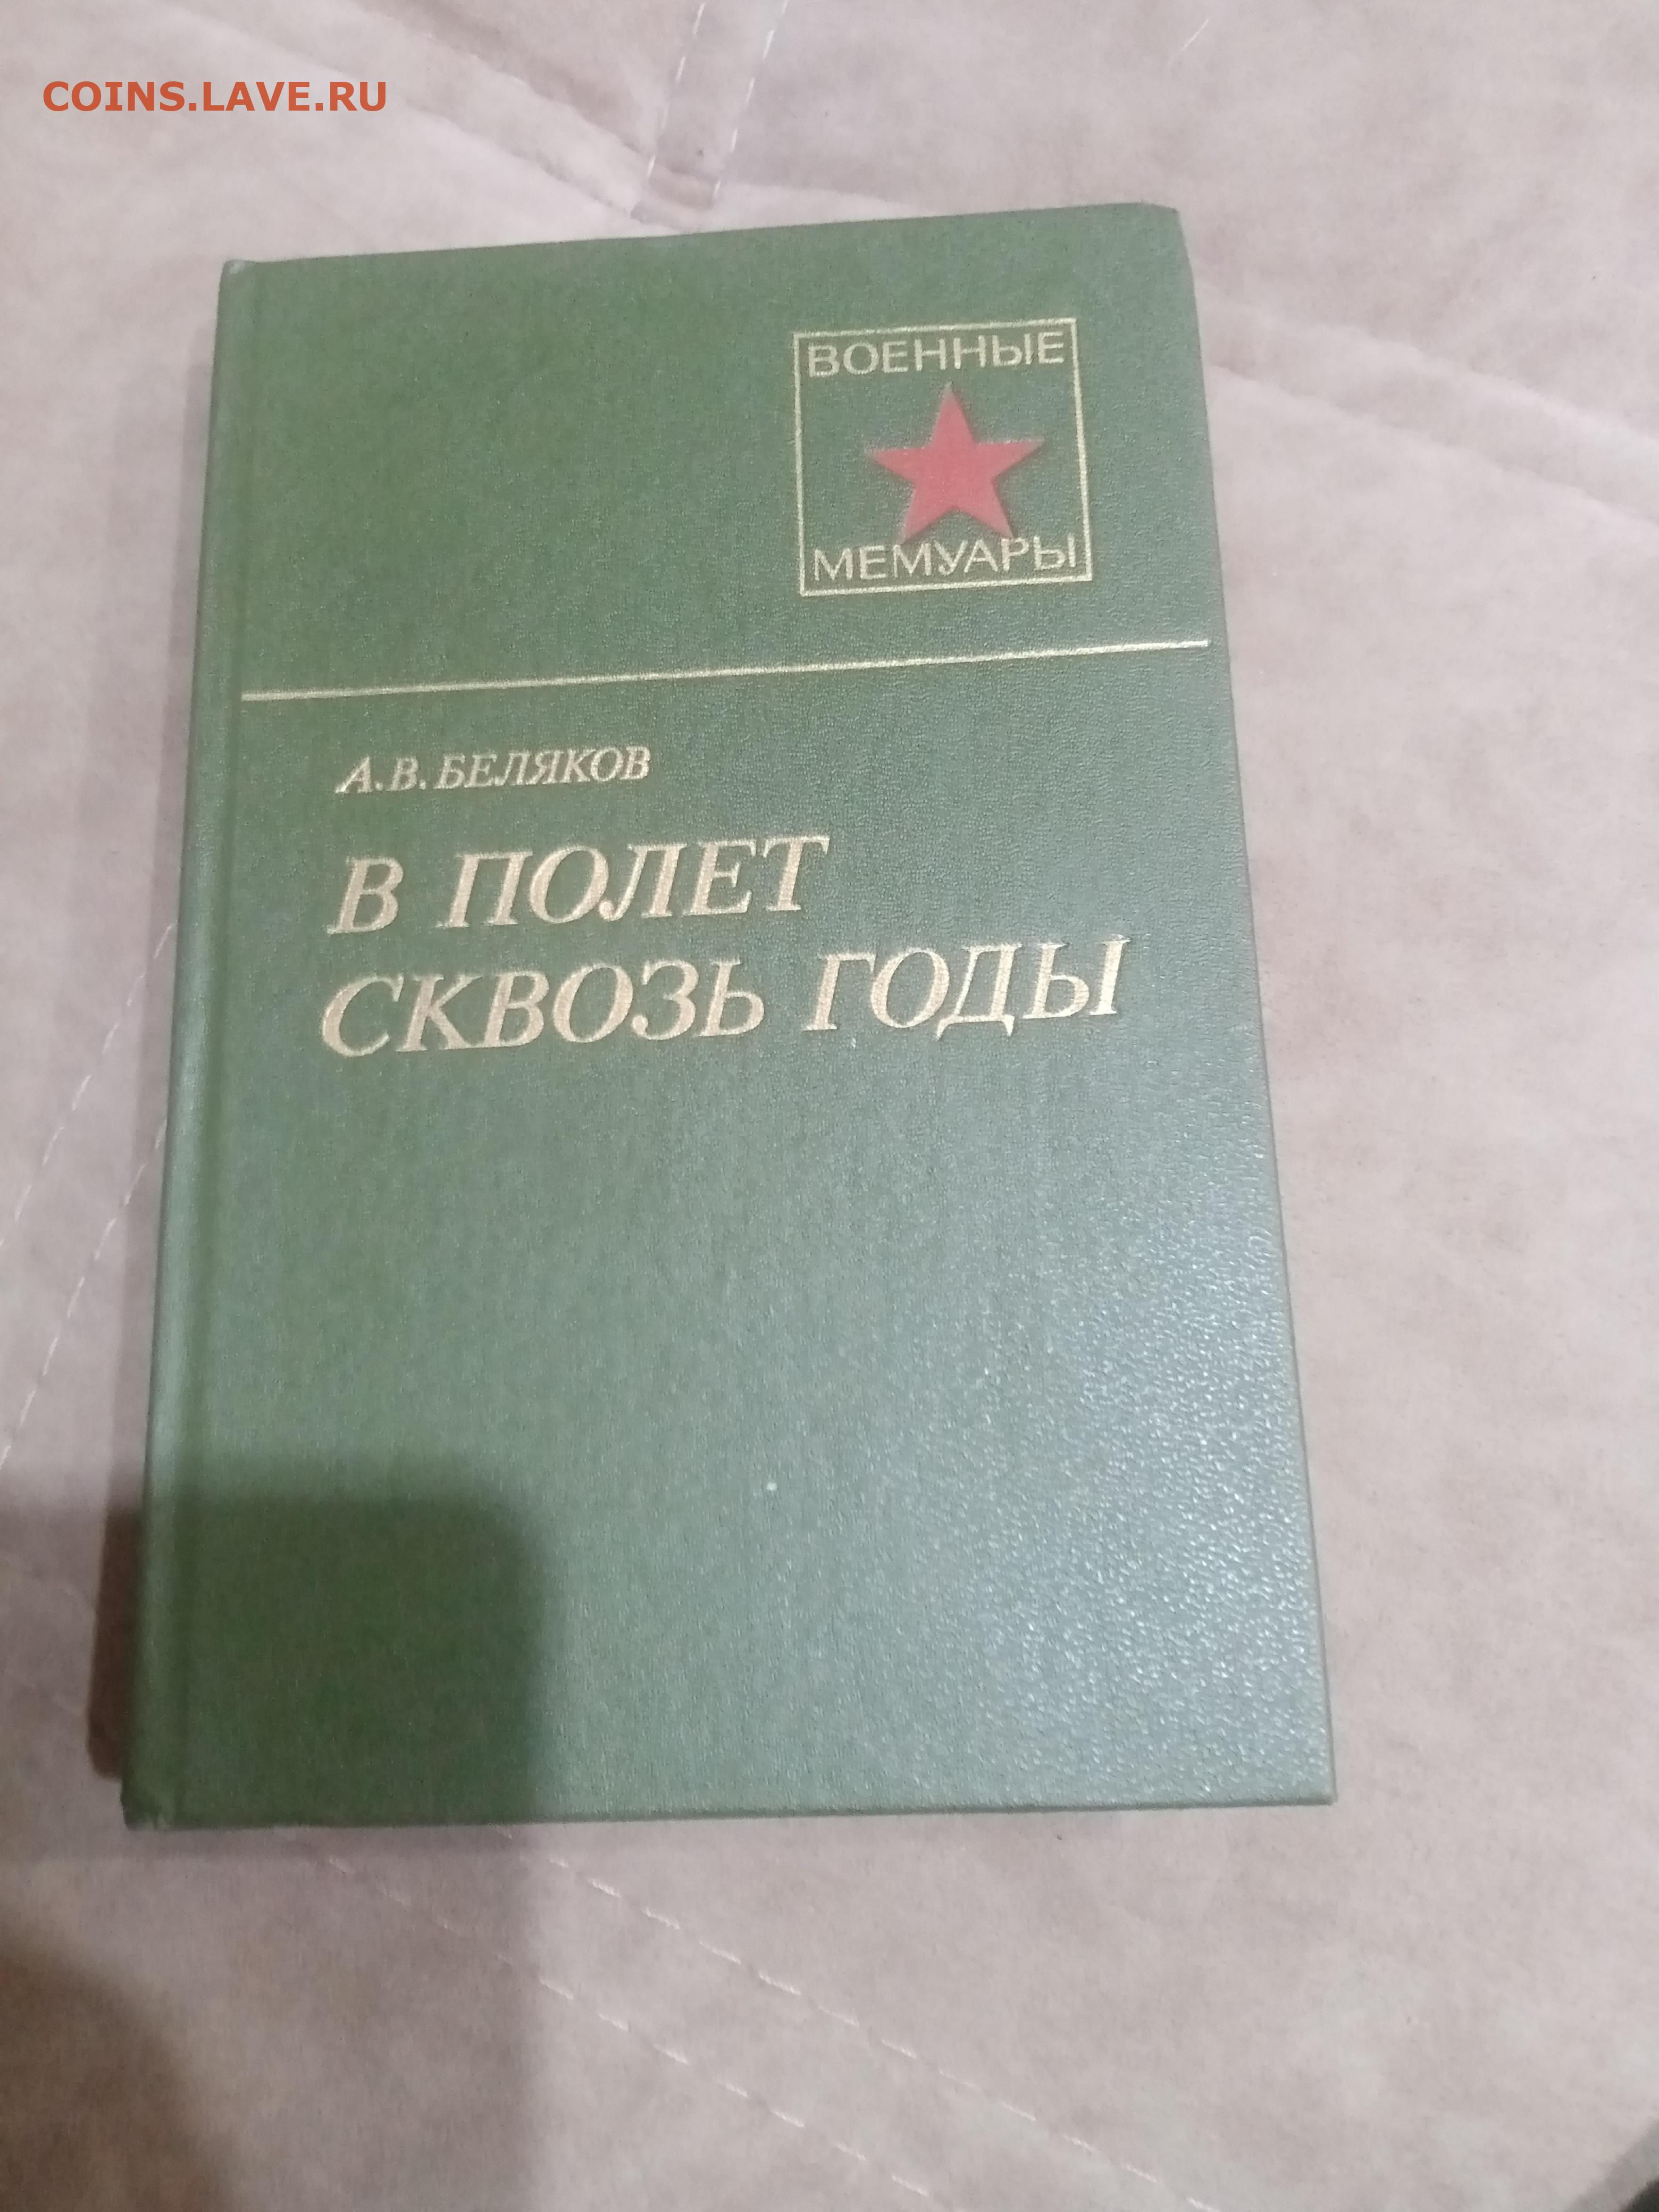 COINS.LAVE.RU
ВОЕННЫЕ
МЕМУАРЫ
А.В.БЕЛЯКОВ
В ПОЛЕТ
СКВОЗЬ ГОДЫ